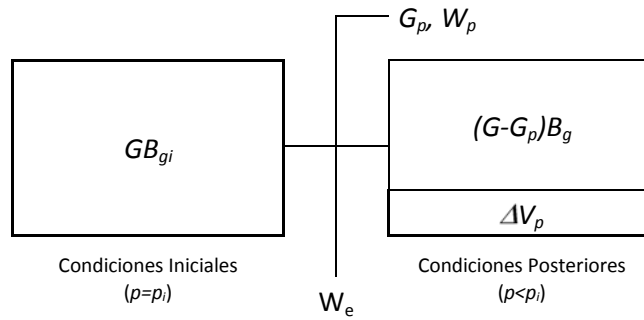 G_p, W_p
GB_gi
(G-G_p)B_g
ΔV_p
Condiciones Iniciales
(p=p_i)
Condiciones Posteriores
(p<p_i)
W_e